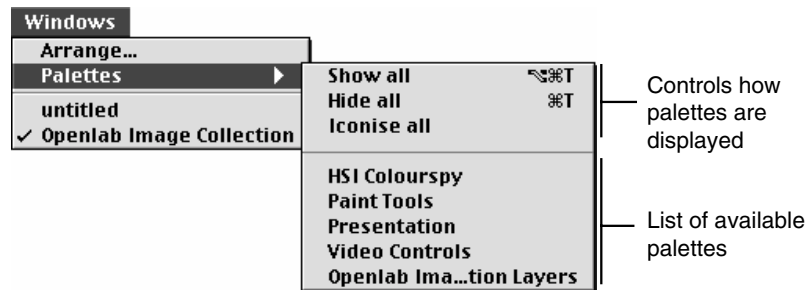 Windows
Arrange...
Palettes
untitled
✓ Openlab Image Collection
Show all ⌥⌘T
Hide all ⌘T
Iconise all
HSI Colourspy
Paint Tools
Presentation
Video Controls
Openlab Ima...tion Layers
Controls how
palettes are
displayed
List of available
palettes